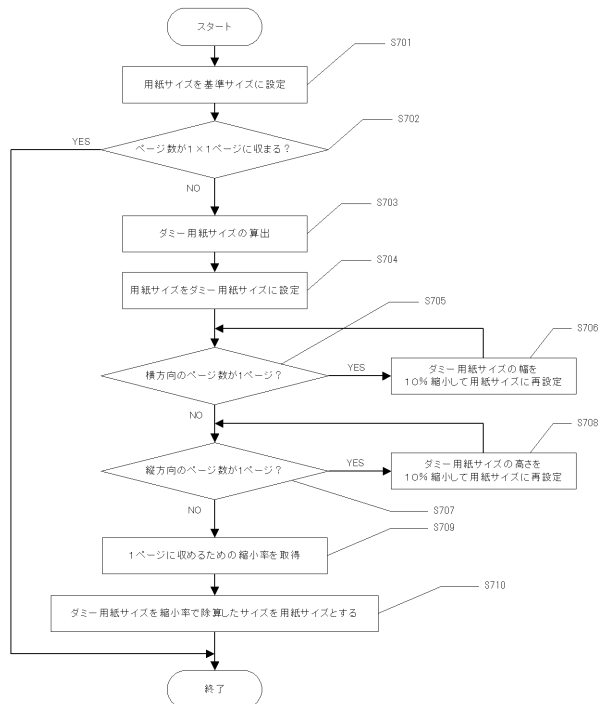 スタート
S701
用紙サイズを基準サイズに設定
S702
YES
ページ数が1×1ページに収まる？
NO
S703
ダミー用紙サイズの算出
S704
用紙サイズをダミー用紙サイズに設定
S705
S706
横方向のページ数が1ページ？
YES
ダミー用紙サイズの幅を
10％縮小して用紙サイズに再設定
NO
S708
縦方向のページ数が1ページ？
YES
ダミー用紙サイズの高さを
10％縮小して用紙サイズに再設定
NO
S707
S709
1ページに収めるための縮小率を取得
S710
ダミー用紙サイズを縮小率で除算したサイズを用紙サイズとする
終了